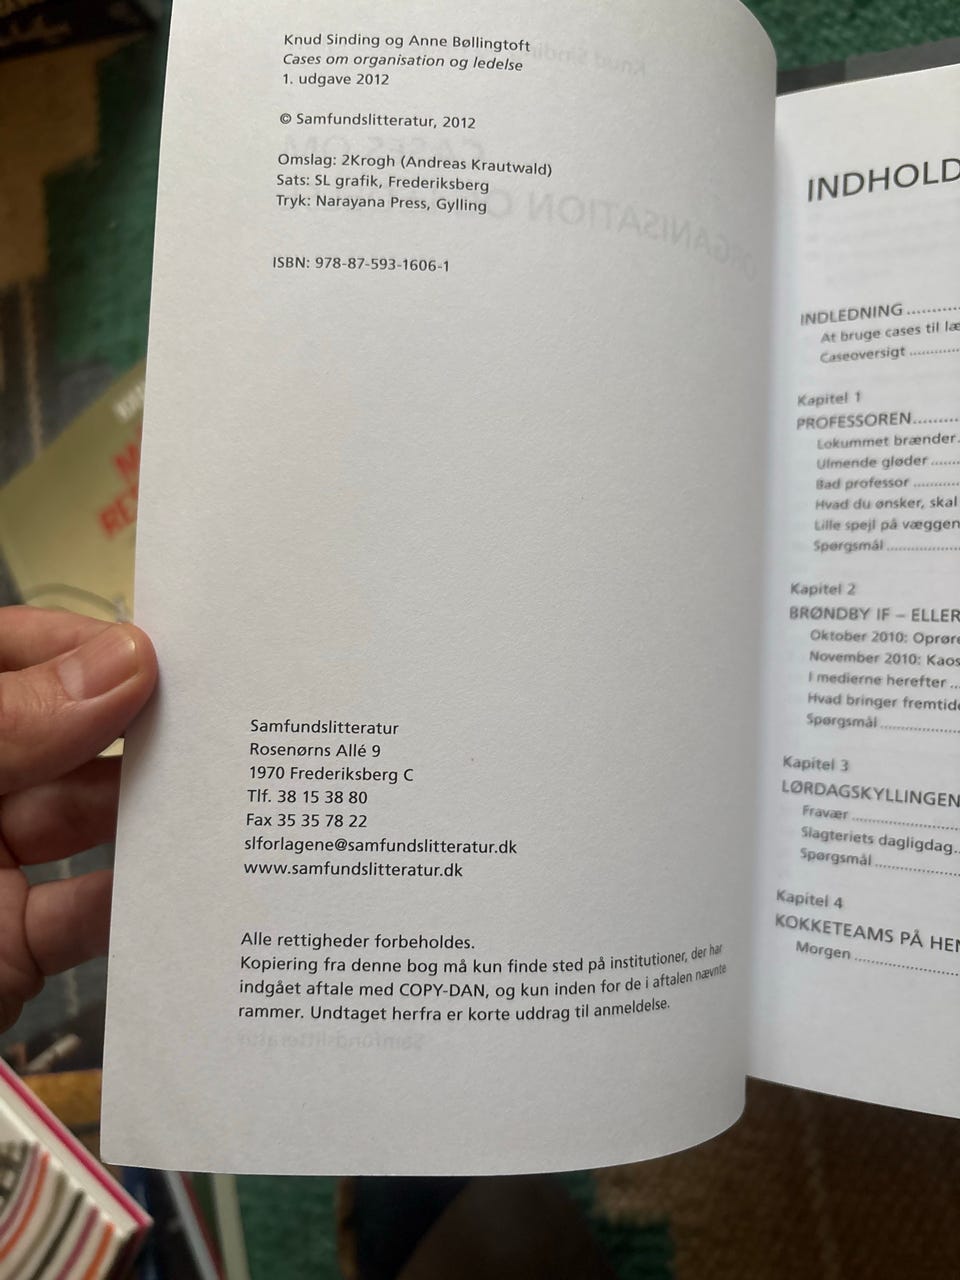 Knud Sinding og Anne Bøllingtoft
Cases om organisation og ledelse
1. udgave 2012
© Samfundslitteratur, 2012
Omslag: 2Krogh (Andreas Krautwald)
Sats: SL grafik, Frederiksberg
Tryk: Narayana Press, Gylling
ISBN: 978-87-593-1606-1
Samfundslitteratur
Rosenørns Allé 9
1970 Frederiksberg C
Tlf. 38 15 38 80
Fax 35 35 78 22
slforlagene@samfundslitteratur.dk
www.samfundslitteratur.dk
Alle rettigheder forbeholdes.
Kopiering fra denne bog må kun finde sted på institutioner, der har
indgået aftale med COPY-DAN, og kun inden for de i aftalen nævnte
rammer. Undtaget herfra er korte uddrag til anmeldelse.
INDHOLD
INDLEDNING
At bruge cases til læ
Caseoversigt
Kapitel 1
PROFESSOREN
Lokummet brænder
Ulmende gløder
Bad professor
Hvad du ønsker, skal
Lille spejl på væggen
Spørgsmål
Kapitel 2
BRØNDBY IF – ELLER
Oktober 2010: Oprøre
November 2010: Kaos
I medierne herefter
Hvad bringer fremtide
Spørgsmål
Kapitel 3
LØRDAGSKYLLINGEN
Fravær
Slagteriets dagligdag
Spørgsmål
Kapitel 4
KOKKETEAMS PÅ HEN
Morgen